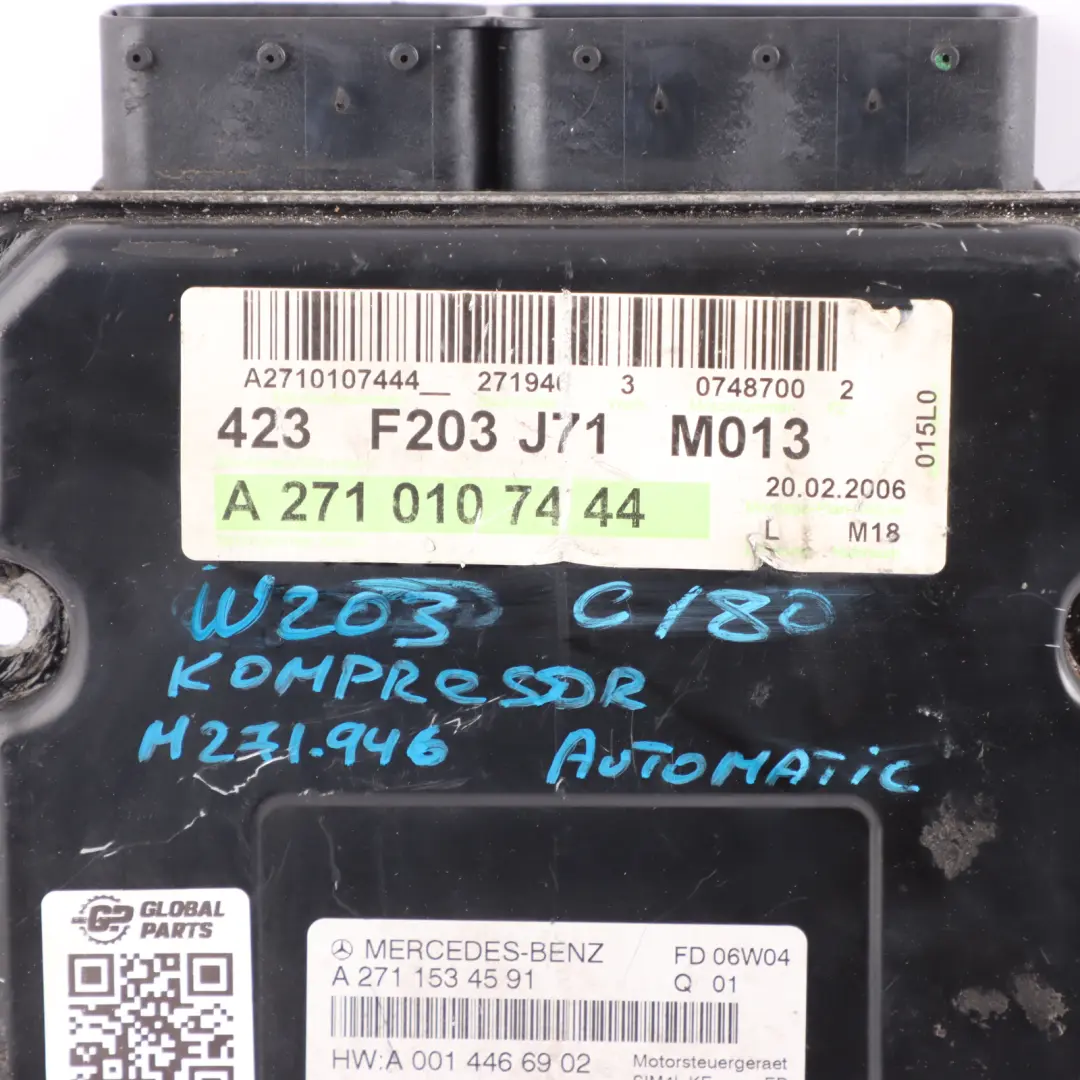 A2710107444__ 271946 3 0748700 2
423 F203 J71 M013
015L0
A 271 010 74 44
20.02.2006
L M18
W203 C180
KOMPRESSOR
M271.946 AUTOMATIC
GP GLOBAL
PARTS
MERCEDES-BENZ FD 06W04
A 271 153 45 91 Q 01
HW:A 001 446 69 02 Motorsteuergeraet